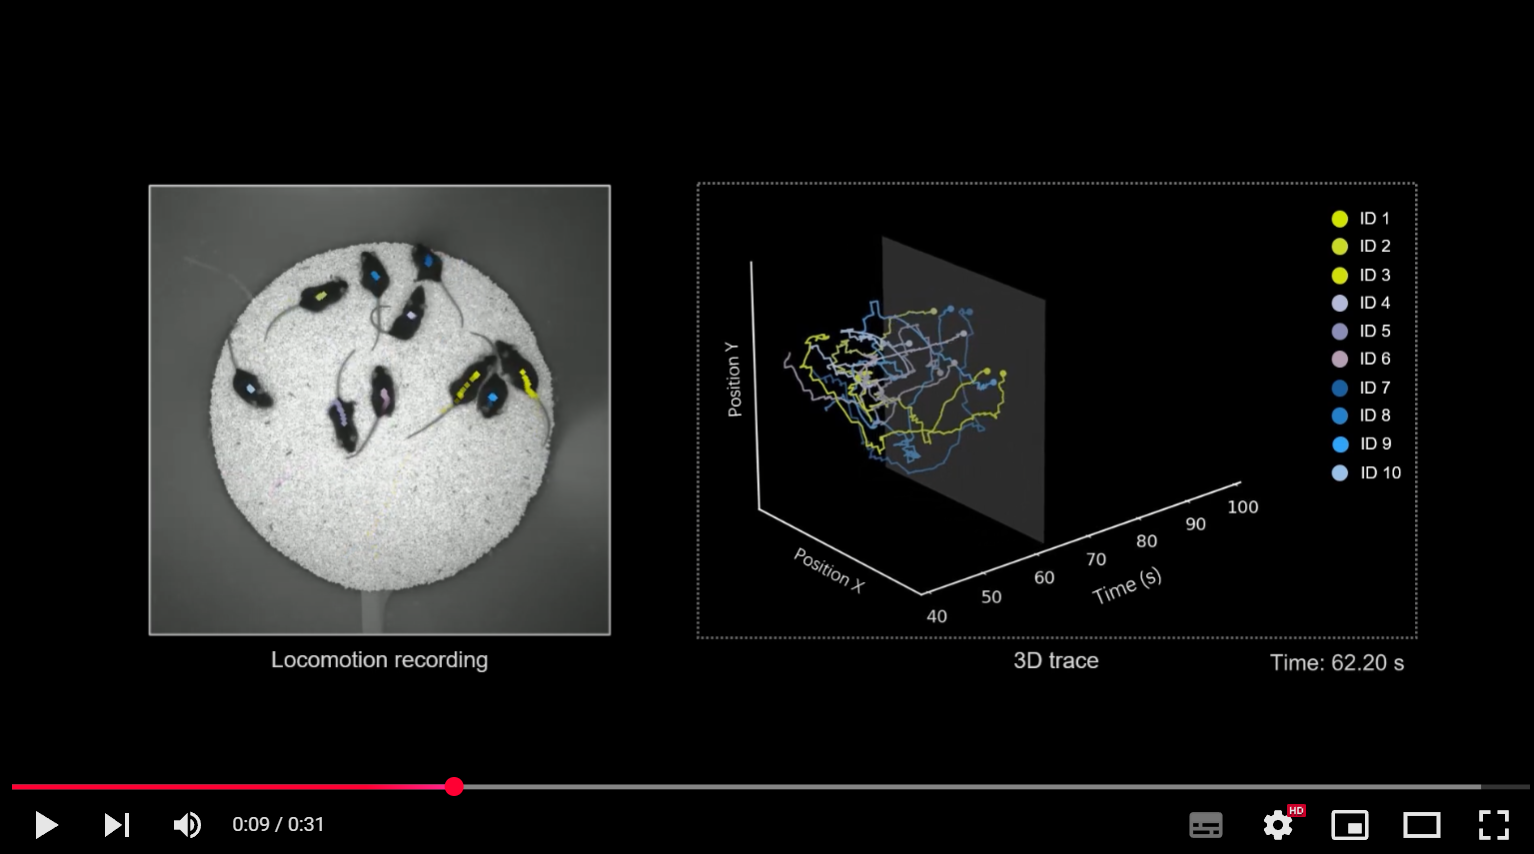 Position Y
Position X
40
50
60
70
80
90
100
Time (s)
ID 1
ID 2
ID 3
ID 4
ID 5
ID 6
ID 7
ID 8
ID 9
ID 10
Locomotion recording
3D trace
Time: 62.20 s
0:09 / 0:31
HD